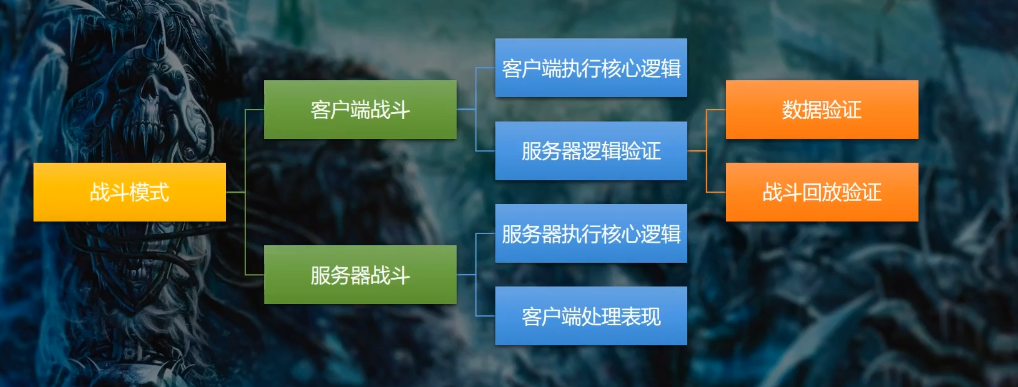 战斗模式
客户端战斗
客户端执行核心逻辑
服务器逻辑验证
数据验证
战斗回放验证
服务器战斗
服务器执行核心逻辑
客户端处理表现